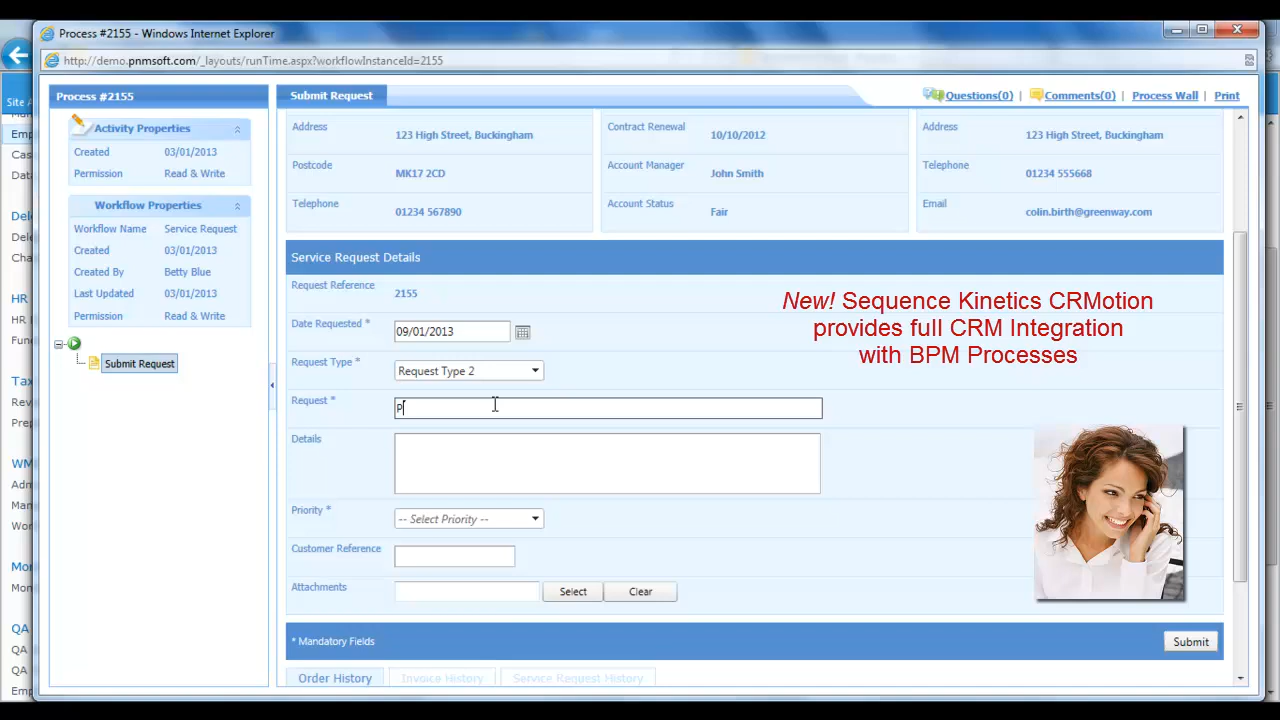 Process #2155 - Windows Internet Explorer
http://demo.pnmsoft.com/_layouts/runTime.aspx?workflowInstanceId=2155
Process #2155
Submit Request
Questions(0) | Comments(0) | Process Wall | Print
Activity Properties
Created 03/01/2013
Permission Read & Write
Workflow Properties
Workflow Name Service Request
Created 03/01/2013
Created By Betty Blue
Last Updated 03/01/2013
Permission Read & Write
Submit Request
Address 123 High Street, Buckingham
Postcode MK17 2CD
Telephone 01234 567890
Contract Renewal 10/10/2012
Account Manager John Smith
Account Status Fair
Address 123 High Street, Buckingham
Telephone 01234 555668
Email colin.birth@greenway.com
Service Request Details
Request Reference 2155
Date Requested * 09/01/2013
Request Type * Request Type 2
Request * P
Details
Priority * -- Select Priority --
Customer Reference
Attachments Select Clear
New! Sequence Kinetics CRMotion
provides full CRM Integration
with BPM Processes
* Mandatory Fields Submit
Order History Invoice History Service Request History
Site
Emp
Cas
Data
Dele
Dele
Cha
HR
HR
Fun
Tax
Rev
Prep
WM
Adm
Man
Wor
Mon
Mon
QA
QA
QA
Emp